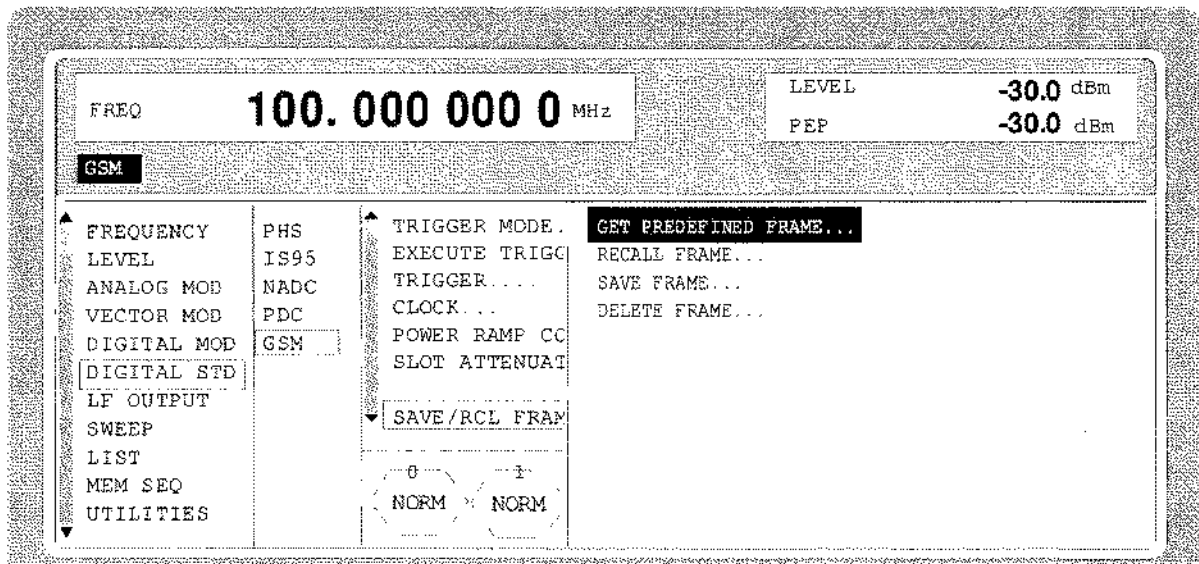 FREQ 100. 000 000 0 MHz
LEVEL -30.0 dBm
PEP -30.0 dBm
GSM
FREQUENCY
LEVEL
ANALOG MOD
VECTOR MOD
DIGITAL MOD
DIGITAL STD
LF OUTPUT
SWEEP
LIST
MEM SEQ
UTILITIES
PHS
IS95
NADC
PDC
GSM
TRIGGER MODE.
EXECUTE TRIGG
TRIGGER....
CLOCK...
POWER RAMP CO
SLOT ATTENUAT
SAVE/RCL FRAM
0 1
NORM NORM
GET PREDEFINED FRAME...
RECALL FRAME...
SAVE FRAME...
DELETE FRAME...